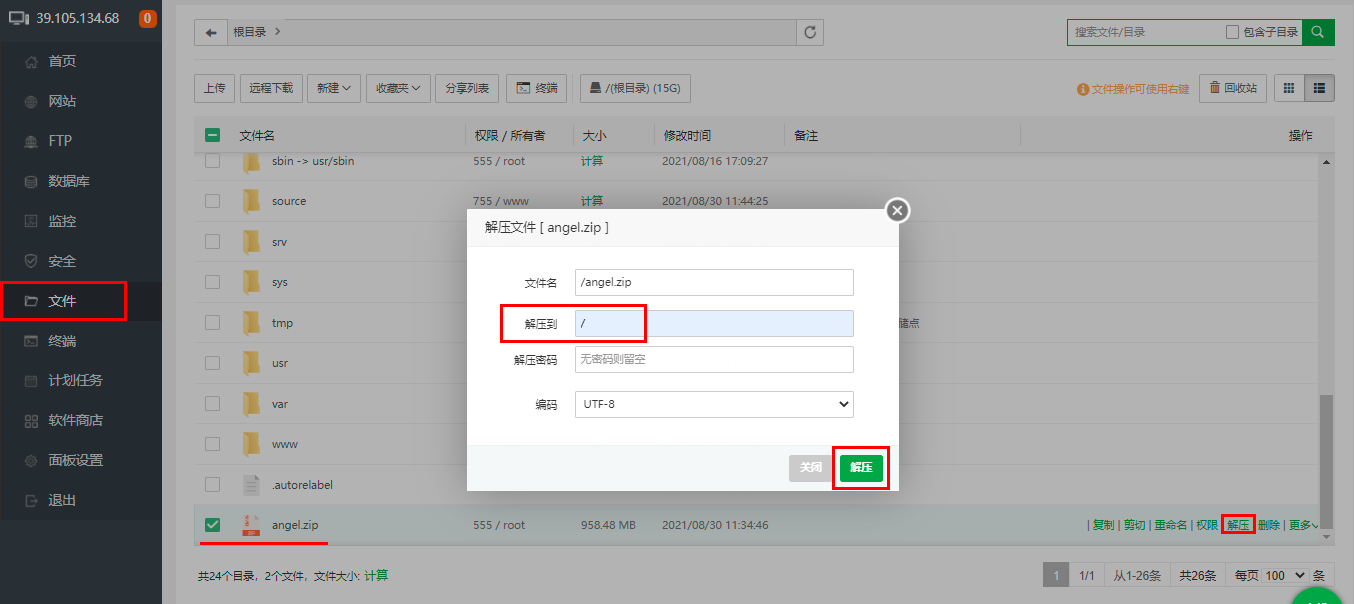 39.105.134.68 0
首页
网站
FTP
数据库
监控
安全
文件
终端
计划任务
软件商店
面板设置
退出
根目录
搜索文件/目录 包含子目录
上传 远程下载 新建 收藏夹 分享列表 终端 /(根目录) (15G) 文件操作可使用右键 回收站
文件名 权限 / 所有者 大小 修改时间 备注 操作
sbin -> usr/sbin 555 / root 计算 2021/08/16 17:09:27
source 755 / www 计算 2021/08/30 11:44:25
srv
sys
tmp 储点
usr
var
www
.autorelabel
angel.zip 555 / root 958.48 MB 2021/08/30 11:34:46 | 复制 | 剪切 | 重命名 | 权限 | 解压 | 删除 | 更多
共24个目录，2个文件，文件大小: 计算
1 1/1 从1-26条 共26条 每页 100 条
解压文件 [ angel.zip ]
文件名 /angel.zip
解压到 /
解压密码 无密码则留空
编码 UTF-8
关闭 解压